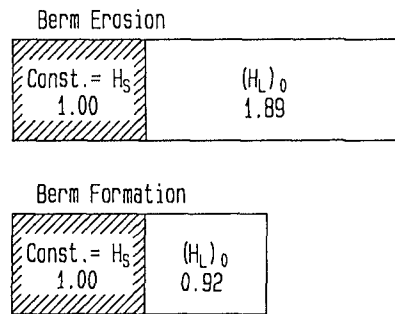 Berm Erosion
Const.= H_S (H_L)_0
1.00 1.89
Berm Formation
Const.= H_S (H_L)_0
1.00 0.92